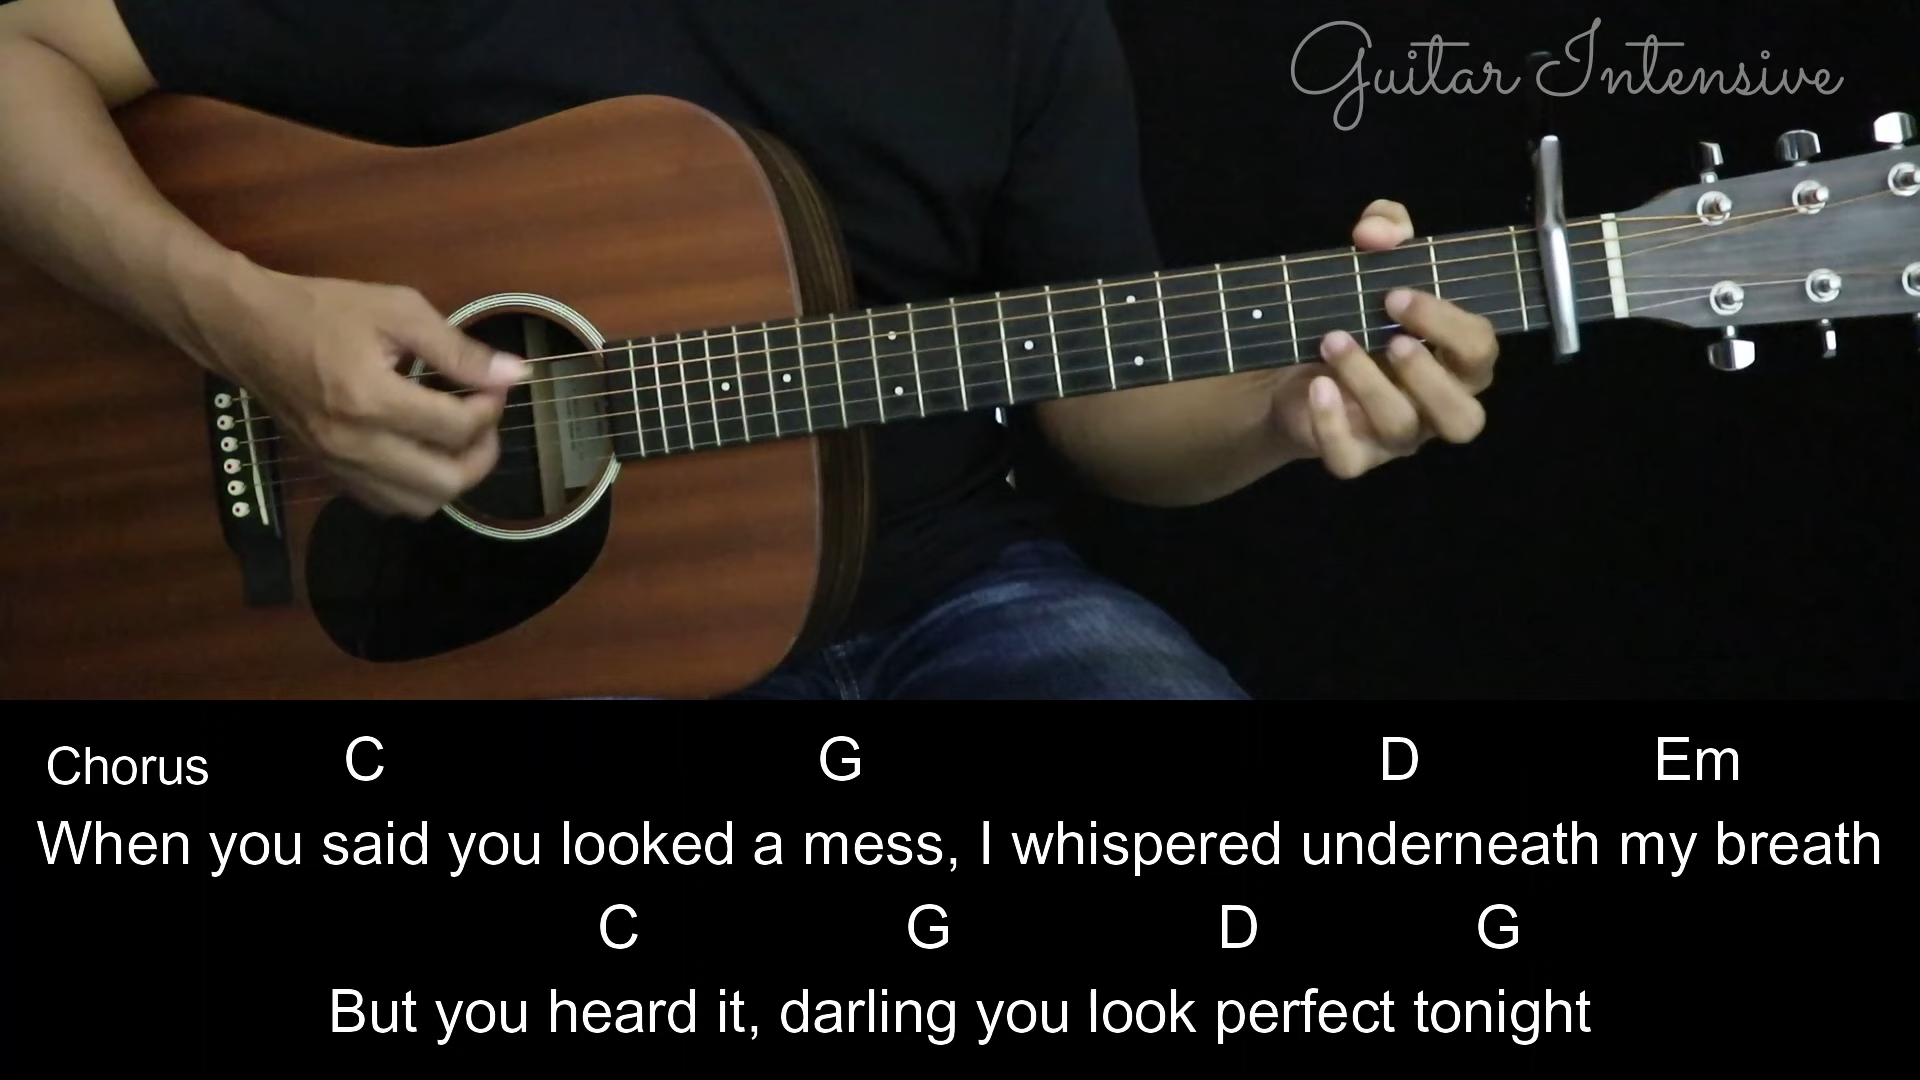 Guitar Intensive
Chorus C G D Em
When you said you looked a mess, I whispered underneath my breath
C G D G
But you heard it, darling you look perfect tonight